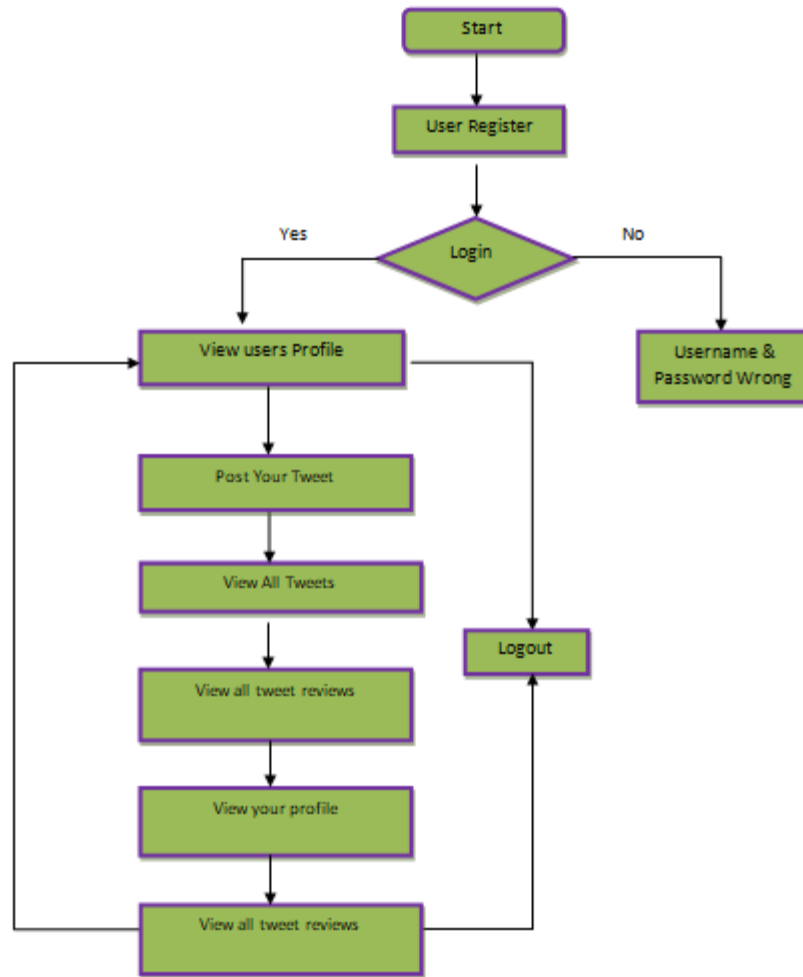 Start
User Register
Login
Yes
No
View users Profile
Username &
Password Wrong
Post Your Tweet
View All Tweets
Logout
View all tweet reviews
View your profile
View all tweet reviews